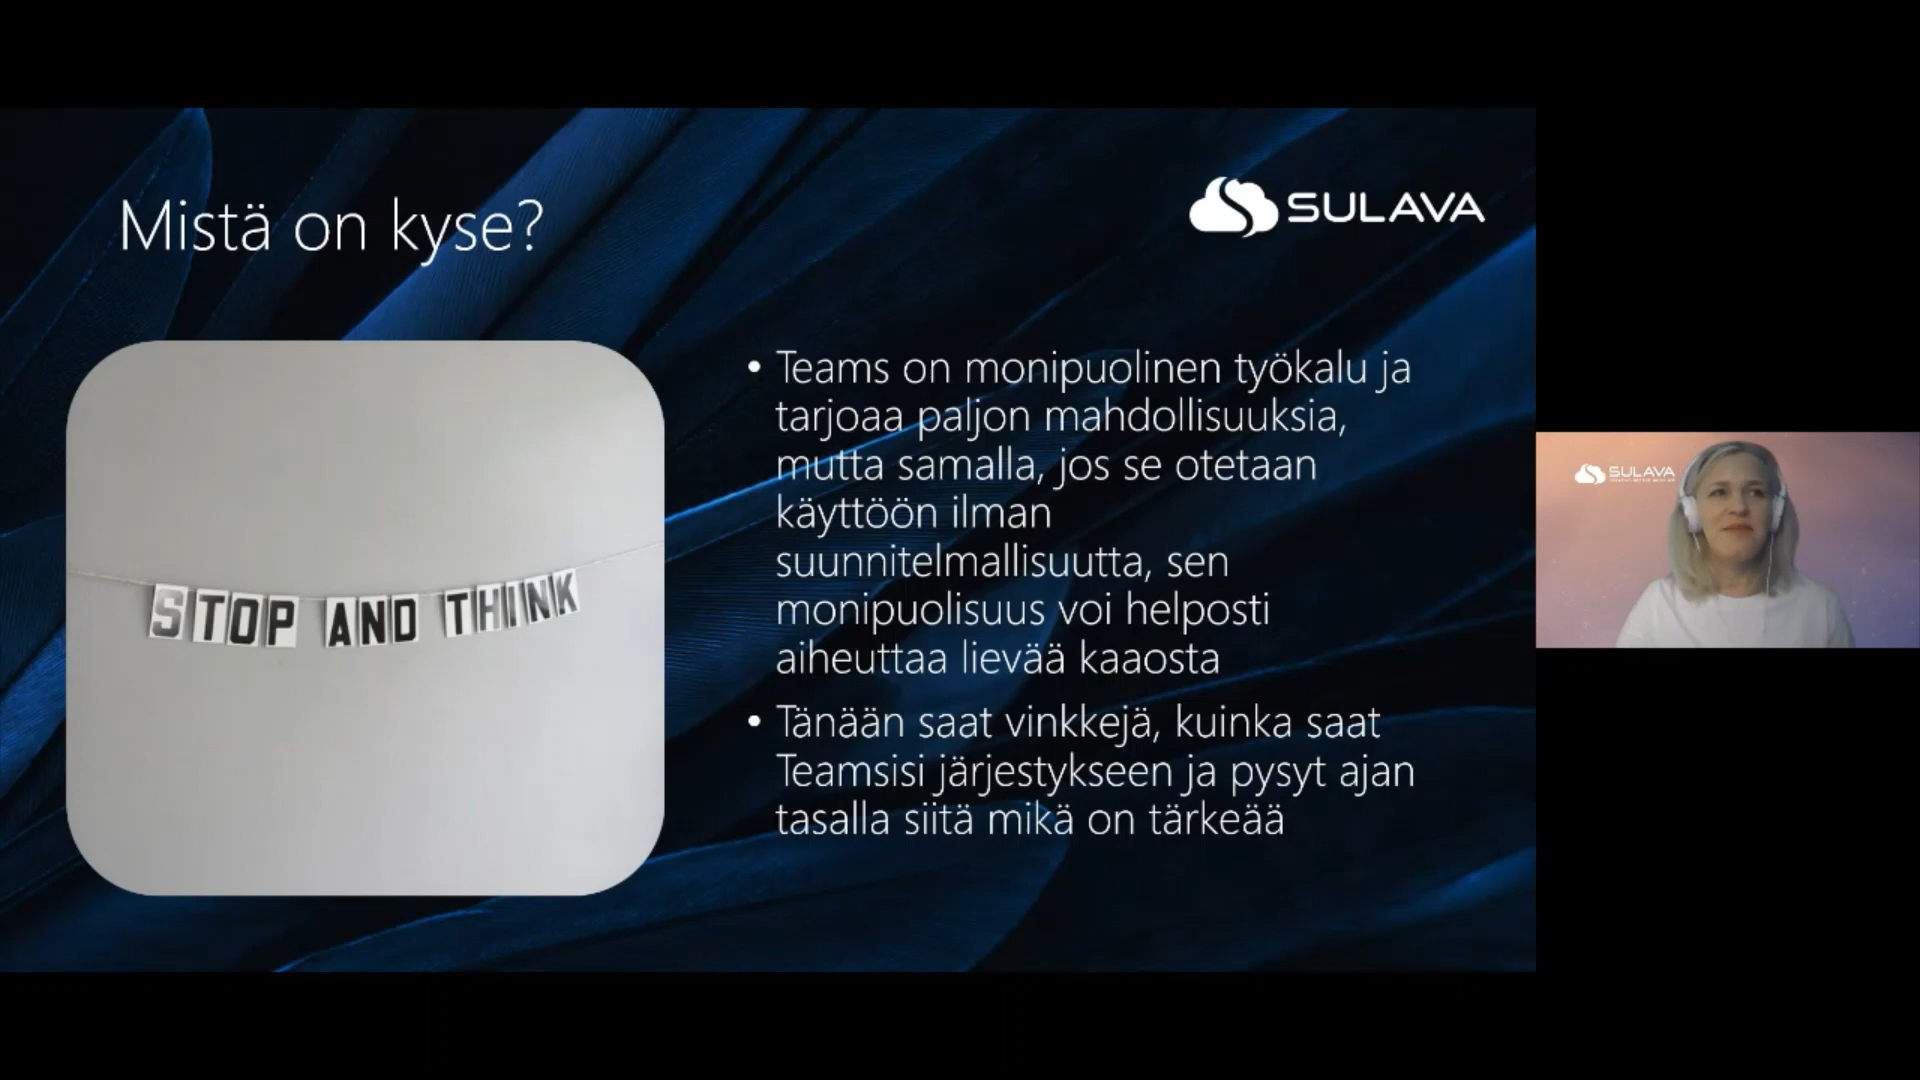 Mistä on kyse?
SULAVA
STOP AND THINK
• Teams on monipuolinen työkalu ja
tarjoaa paljon mahdollisuuksia,
mutta samalla, jos se otetaan
käyttöön ilman
suunnitelmallisuutta, sen
monipuolisuus voi helposti
aiheuttaa lievää kaaosta
• Tänään saat vinkkejä, kuinka saat
Teamsisi järjestykseen ja pysyt ajan
tasalla siitä mikä on tärkeää
SULAVA